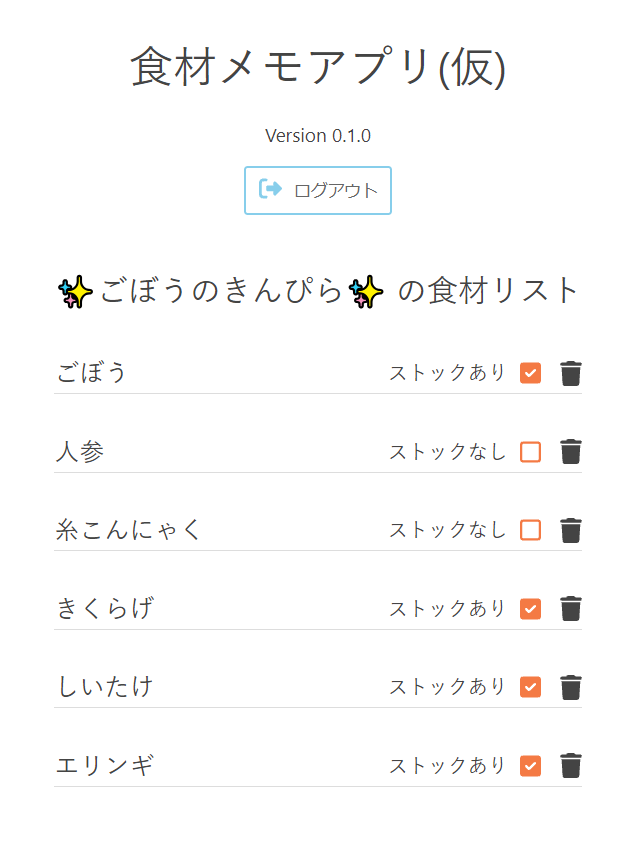 食材メモアプリ(仮)
Version 0.1.0
ログアウト
✨ごぼうのきんぴら✨ の食材リスト
ごぼう ストックあり
人参 ストックなし
糸こんにゃく ストックなし
きくらげ ストックあり
しいたけ ストックあり
エリンギ ストックあり